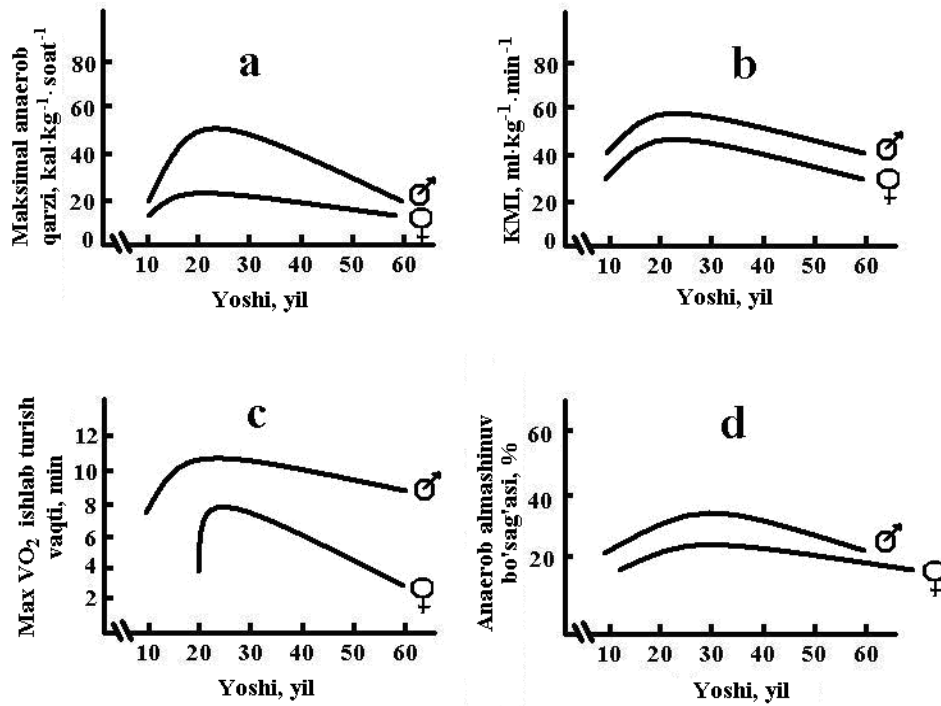 Maksimal anaerob
qarzi, kal·kg⁻¹· soat⁻¹
80
60
40
20
0
a
10 20 30 40 50 60
Yoshi, yil
KMI, ml·kg⁻¹·min⁻¹
80
60
40
20
0
b
10 20 30 40 50 60
Yoshi, yil
Max VO₂ ishlab turish
vaqti, min
12
10
8
6
4
2
c
10 20 30 40 50 60
Yoshi, yil
Anaerob almashinuv
bo'sag'asi, %
60
40
20
d
10 20 30 40 50 60
Yoshi, yil